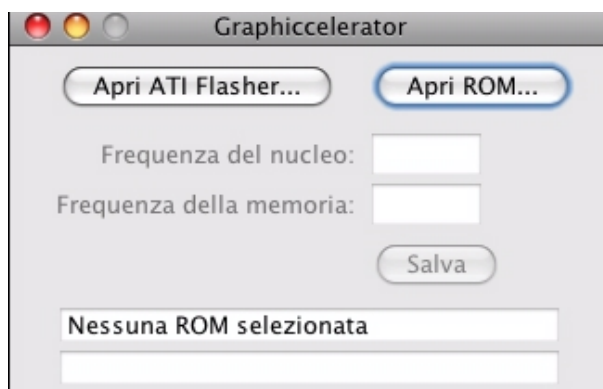 Graphiccelerator
Apri ATI Flasher... Apri ROM...
Frequenza del nucleo:
Frequenza della memoria:
Salva
Nessuna ROM selezionata